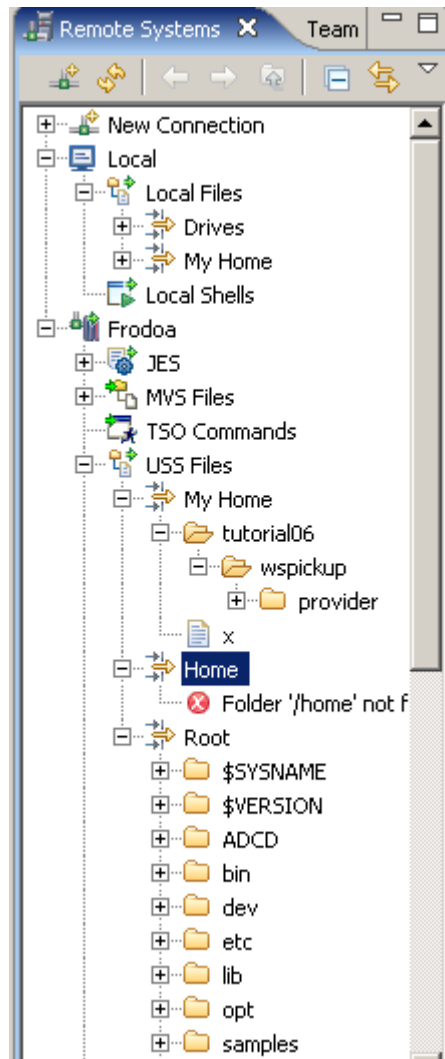 Remote Systems Team
New Connection
Local
Local Files
Drives
My Home
Local Shells
Frodoa
JES
MVS Files
TSO Commands
USS Files
My Home
tutorial06
wspickup
provider
x
Home
Folder '/home' not f
Root
$SYSNAME
$VERSION
ADCD
bin
dev
etc
lib
opt
samples